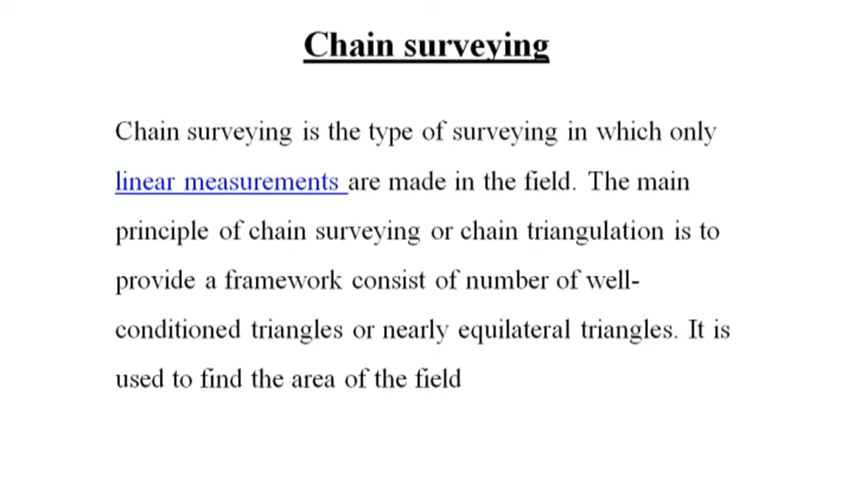 Chain surveying
Chain surveying is the type of surveying in which only
linear measurements are made in the field. The main
principle of chain surveying or chain triangulation is to
provide a framework consist of number of well-
conditioned triangles or nearly equilateral triangles. It is
used to find the area of the field